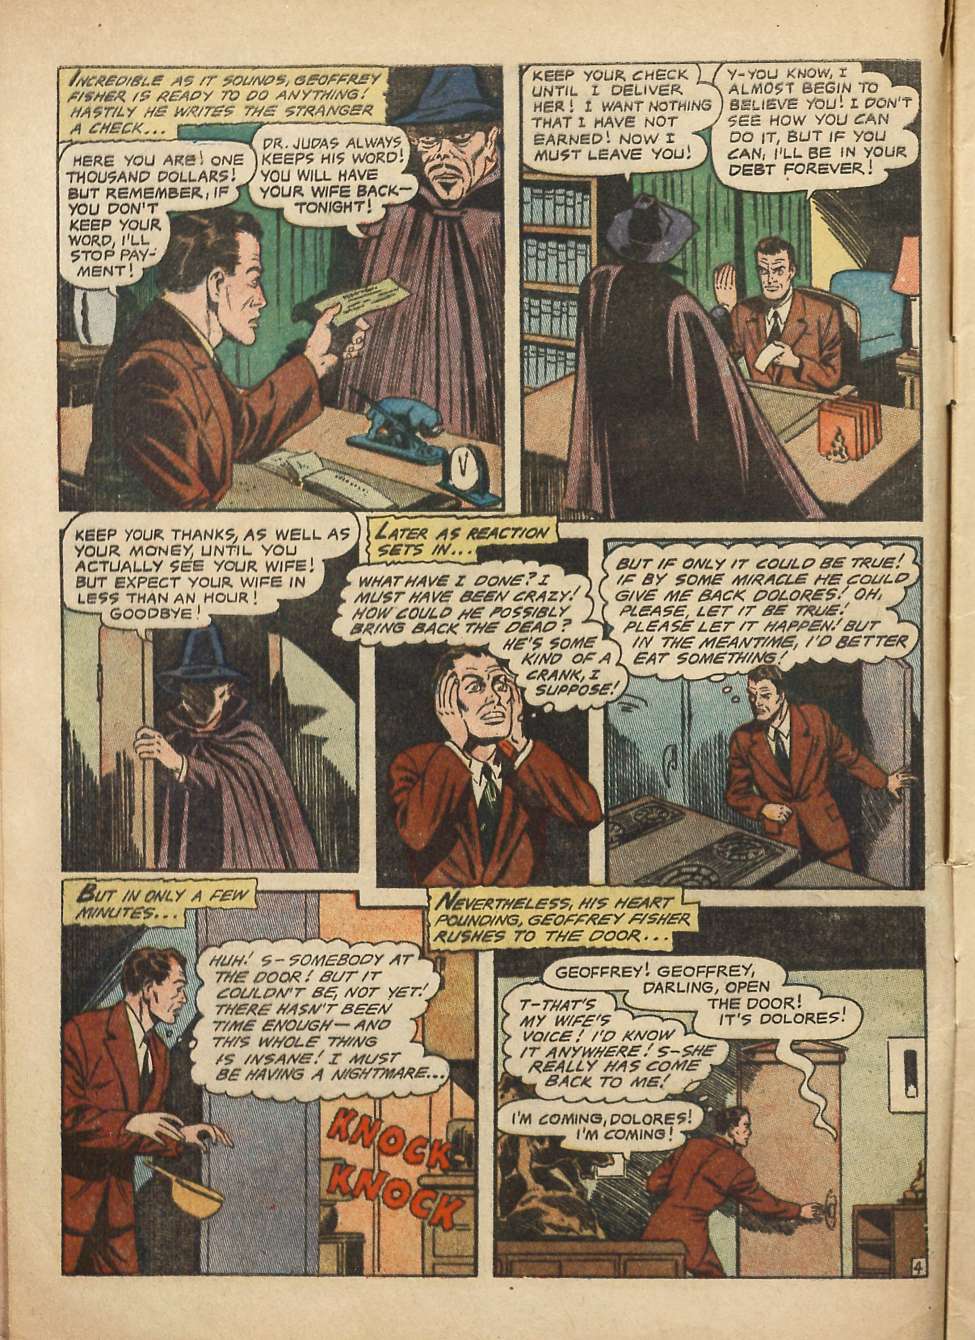 INCREDIBLE AS IT SOUNDS, GEOFFREY
FISHER IS READY TO DO ANYTHING!
HASTILY HE WRITES THE STRANGER
A CHECK...
HERE YOU ARE! ONE
THOUSAND DOLLARS!
BUT REMEMBER, IF
YOU DON'T
KEEP YOUR
WORD, I'LL
STOP PAY-
MENT!
DR. JUDAS ALWAYS
KEEPS HIS WORD!
YOU WILL HAVE
YOUR WIFE BACK—
TONIGHT!
KEEP YOUR CHECK
UNTIL I DELIVER
HER! I WANT NOTHING
THAT I HAVE NOT
EARNED! NOW I
MUST LEAVE YOU!
Y-YOU KNOW, I
ALMOST BEGIN TO
BELIEVE YOU! I DON'T
SEE HOW YOU CAN
DO IT, BUT IF YOU
CAN, I'LL BE IN YOUR
DEBT FOREVER!
KEEP YOUR THANKS, AS WELL AS
YOUR MONEY, UNTIL YOU
ACTUALLY SEE YOUR WIFE!
BUT EXPECT YOUR WIFE IN
LESS THAN AN HOUR!
GOODBYE!
LATER AS REACTION
SETS IN...
WHAT HAVE I DONE? I
MUST HAVE BEEN CRAZY!
HOW COULD HE POSSIBLY
BRING BACK THE DEAD?
HE'S SOME
KIND OF A
CRANK, I
SUPPOSE!
BUT IF ONLY IT COULD BE TRUE!
IF BY SOME MIRACLE HE COULD
GIVE ME BACK DOLORES! OH,
PLEASE, LET IT BE TRUE!
PLEASE LET IT HAPPEN! BUT
IN THE MEANTIME, I'D BETTER
EAT SOMETHING!
BUT IN ONLY A FEW
MINUTES...
HUH! S-SOMEBODY AT
THE DOOR! BUT IT
COULDN'T BE, NOT YET!
THERE HASN'T BEEN
TIME ENOUGH—AND
THIS WHOLE THING
IS INSANE! I MUST
BE HAVING A NIGHTMARE...
KNOCK
KNOCK
NEVERTHELESS, HIS HEART
POUNDING, GEOFFREY FISHER
RUSHES TO THE DOOR...
GEOFFREY! GEOFFREY,
DARLING, OPEN
THE DOOR!
IT'S DOLORES!
T-THAT'S
MY WIFE'S
VOICE! I'D KNOW
IT ANYWHERE! S-SHE
REALLY HAS COME
BACK TO ME!
I'M COMING, DOLORES!
I'M COMING!
4